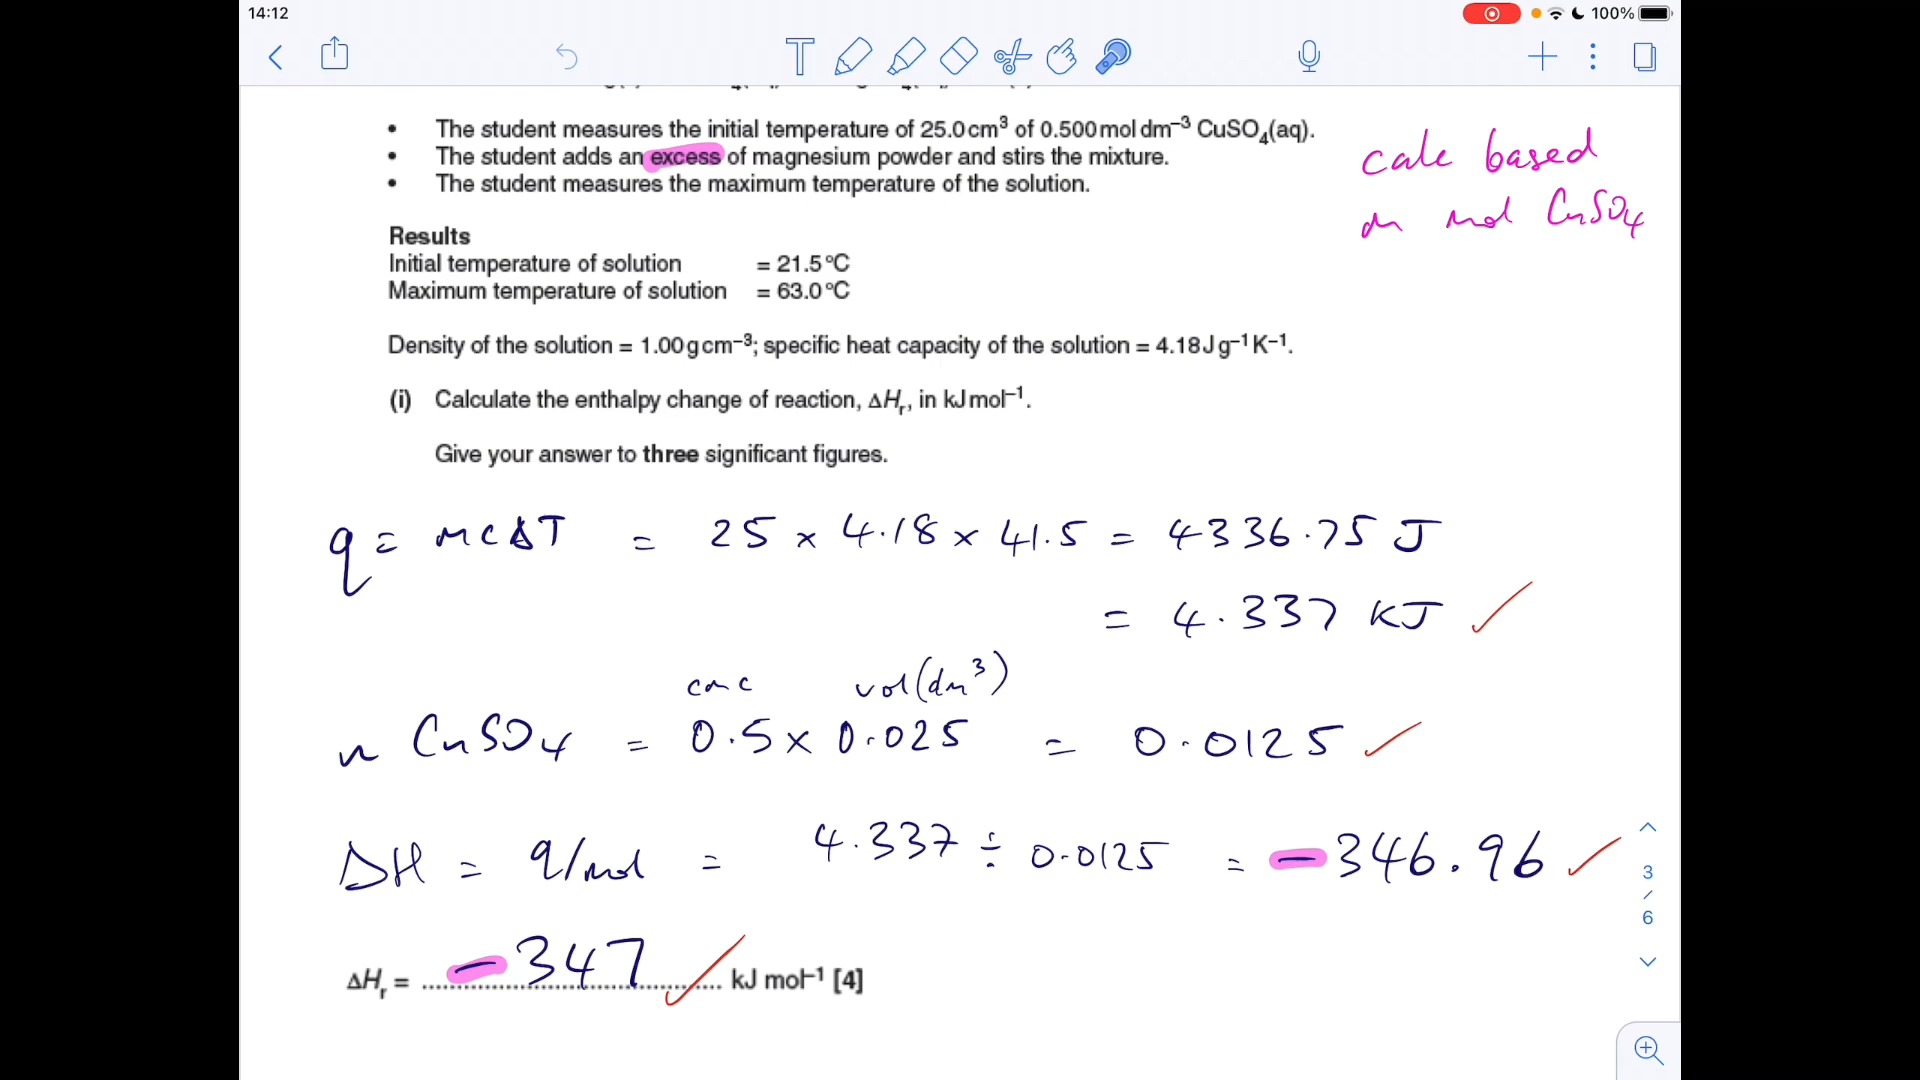 14:12
100%
T
• The student measures the initial temperature of 25.0 cm³ of 0.500 mol dm⁻³ CuSO₄(aq).
• The student adds an excess of magnesium powder and stirs the mixture.
• The student measures the maximum temperature of the solution.
calc based
on mol CuSO₄
Results
Initial temperature of solution = 21.5 °C
Maximum temperature of solution = 63.0 °C
Density of the solution = 1.00 g cm⁻³; specific heat capacity of the solution = 4.18 J g⁻¹ K⁻¹.
(i) Calculate the enthalpy change of reaction, ΔHᵣ, in kJ mol⁻¹.
Give your answer to three significant figures.
q = mcΔT = 25 × 4.18 × 41.5 = 4336.75 J
= 4.337 KJ ✓
conc vol(dm³)
n CuSO₄ = 0.5 × 0.025 = 0.0125 ✓
ΔH = q/mol = 4.337 ÷ 0.0125 = -346.96 ✓
3
/
6
ΔHᵣ = -347 ✓ kJ mol⁻¹ [4]